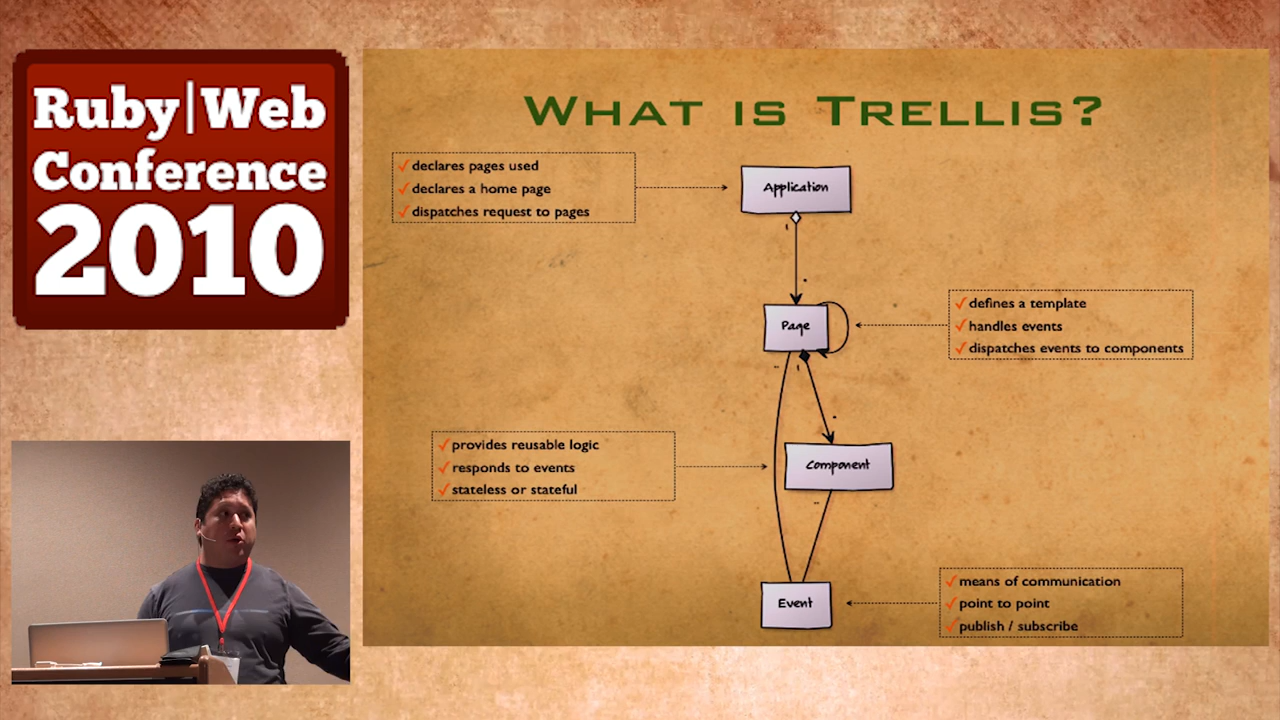 Ruby|Web
Conference
2010
WHAT IS TRELLIS?
✓declares pages used
✓declares a home page
✓dispatches request to pages
Application
1
*
Page
✓defines a template
✓handles events
✓dispatches events to components
1
*
✓provides reusable logic
✓responds to events
✓stateless or stateful
Component
Event
✓means of communication
✓point to point
✓publish / subscribe